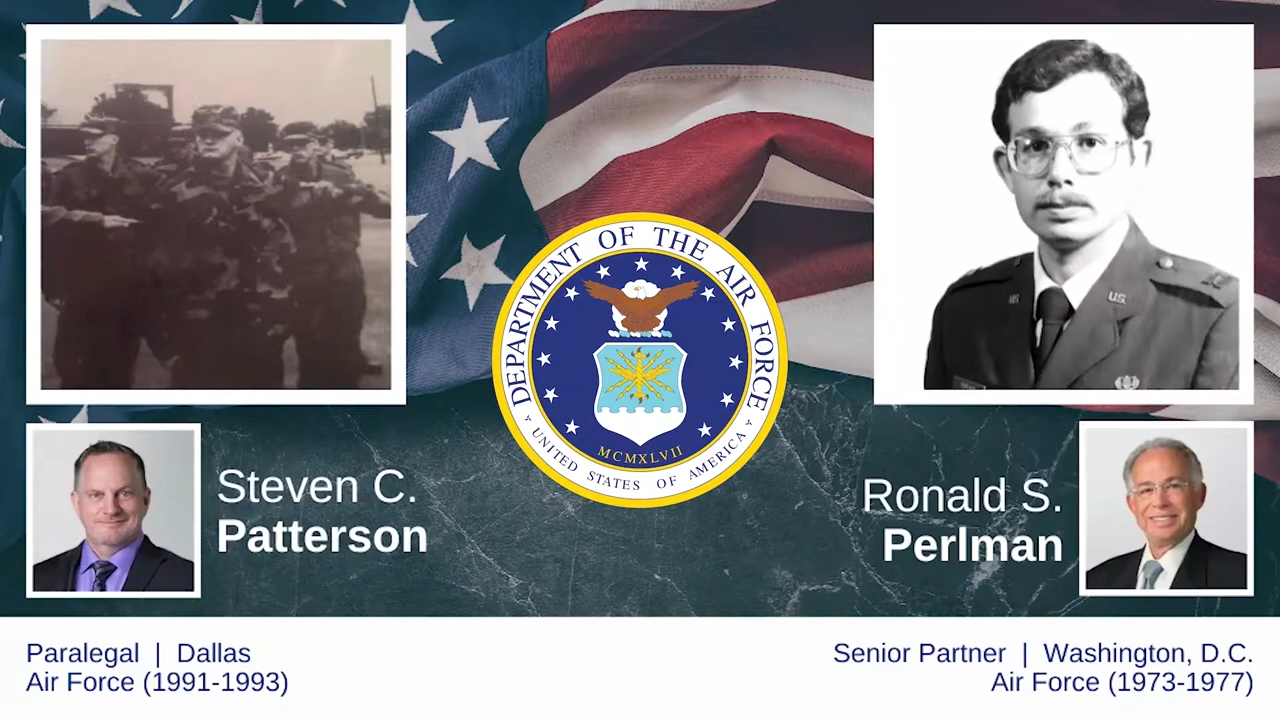 DEPARTMENT OF THE AIR FORCE
MCMXLVII
UNITED STATES OF AMERICA
U.S.
Steven C.
Patterson
Ronald S.
Perlman
Paralegal | Dallas
Air Force (1991-1993)
Senior Partner | Washington, D.C.
Air Force (1973-1977)